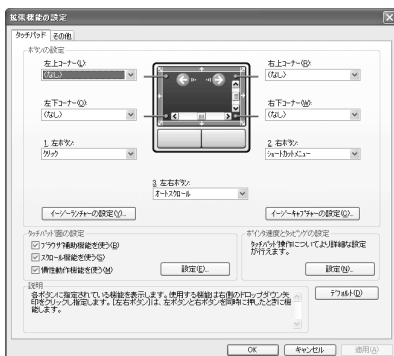 拡張機能の設定
タッチパッド その他
ボタンの設定
左上コーナー(L): 右上コーナー(R):
(なし) (なし)
左下コーナー(O): 右下コーナー(W):
(なし) (なし)
1. 左ボタン: 2. 右ボタン:
クリック ショートカットメニュー
3. 左右ボタン:
オートスクロール
イージーランチャーの設定(Y)... イージーキャプチャーの設定(C)...
タッチパッド面の設定 ポインタ速度とタッピングの設定
ブラウザ補助機能を使う(B) タッチパッド操作についてより詳細な設定
スクロール機能を使う(S) が行えます。
慣性動作機能を使う(M) 設定(E)... 設定(N)...
説明
各ボタンに指定されている機能を表示します。使用する機能は右側のドロップダウン矢
印をクリックし指定します。[左右ボタン]は、左ボタンと右ボタンを同時に押したときに機
能します。
デフォルト(D)
OK キャンセル 適用(A)